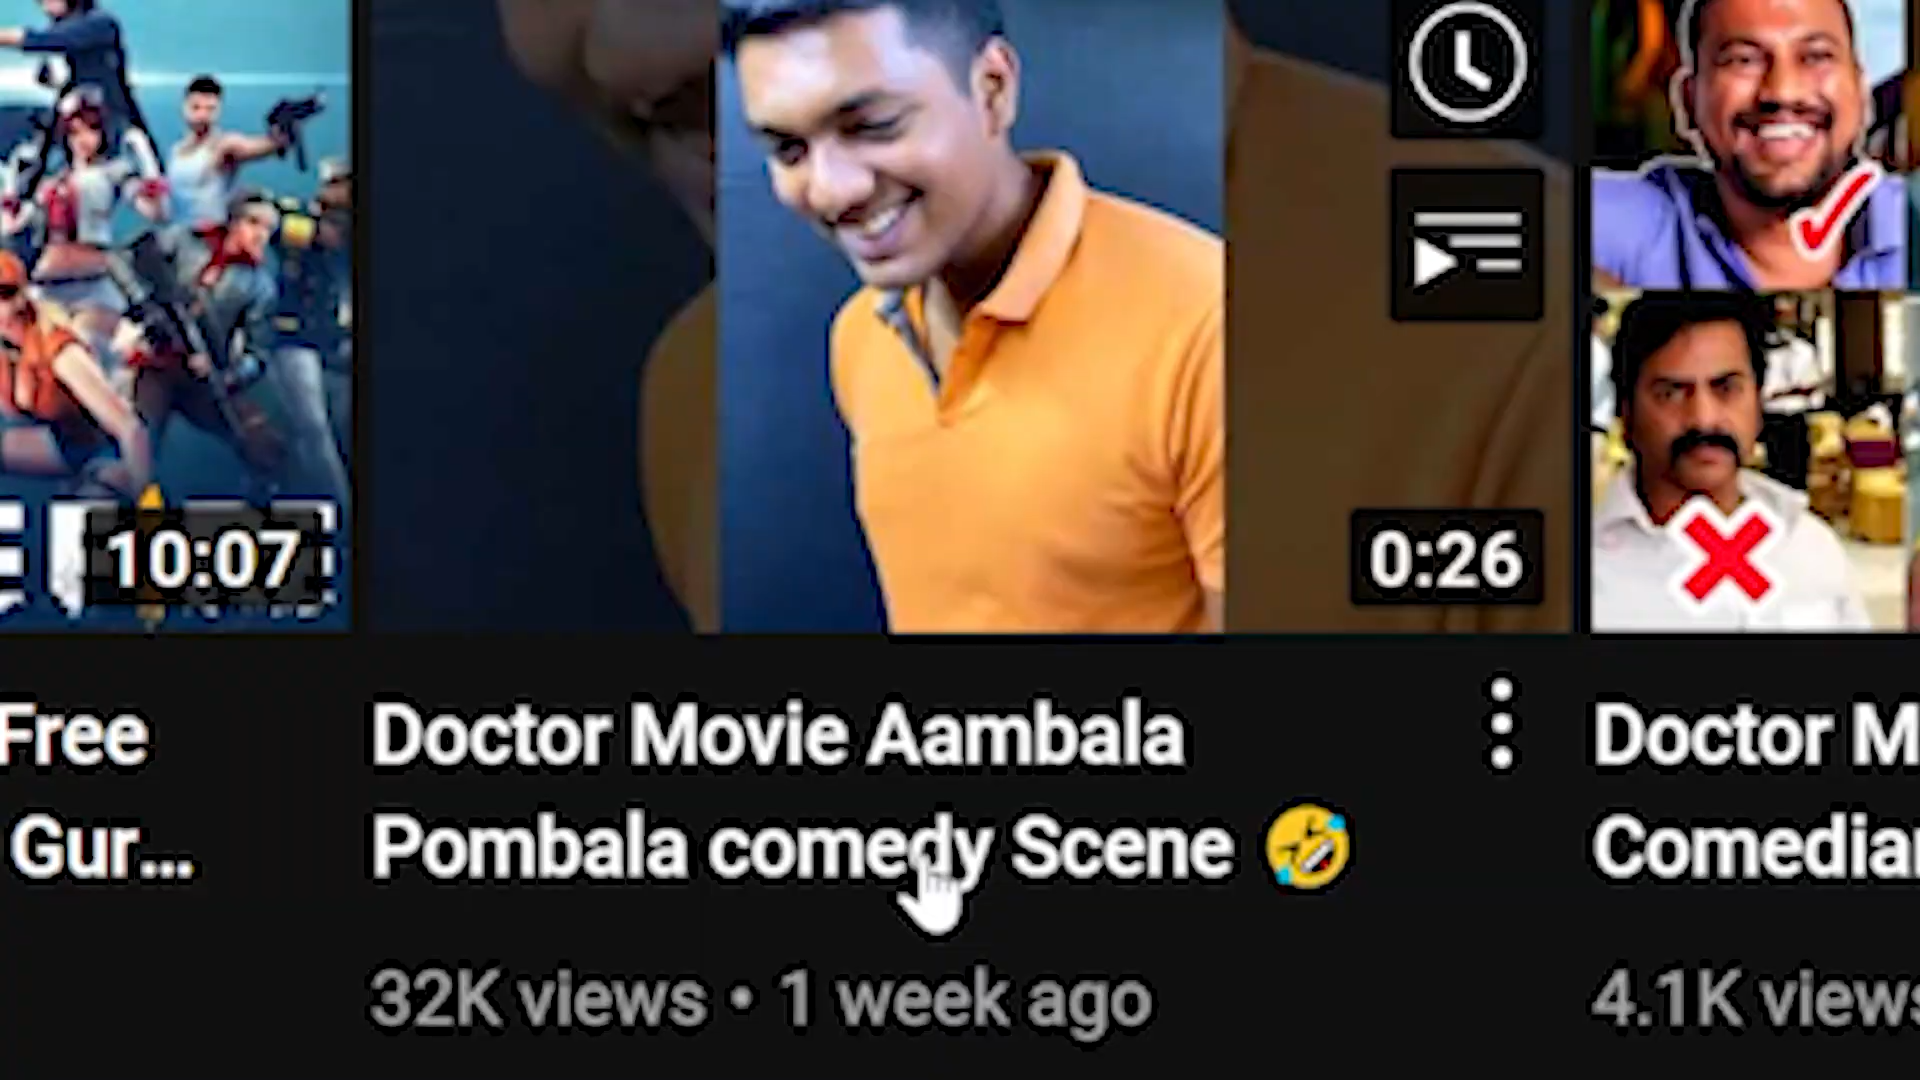 10:07
0:26
Free
Gur...
Doctor Movie Aambala
Pombala comedy Scene 🤣
32K views • 1 week ago
Doctor M
Comedian
4.1K views